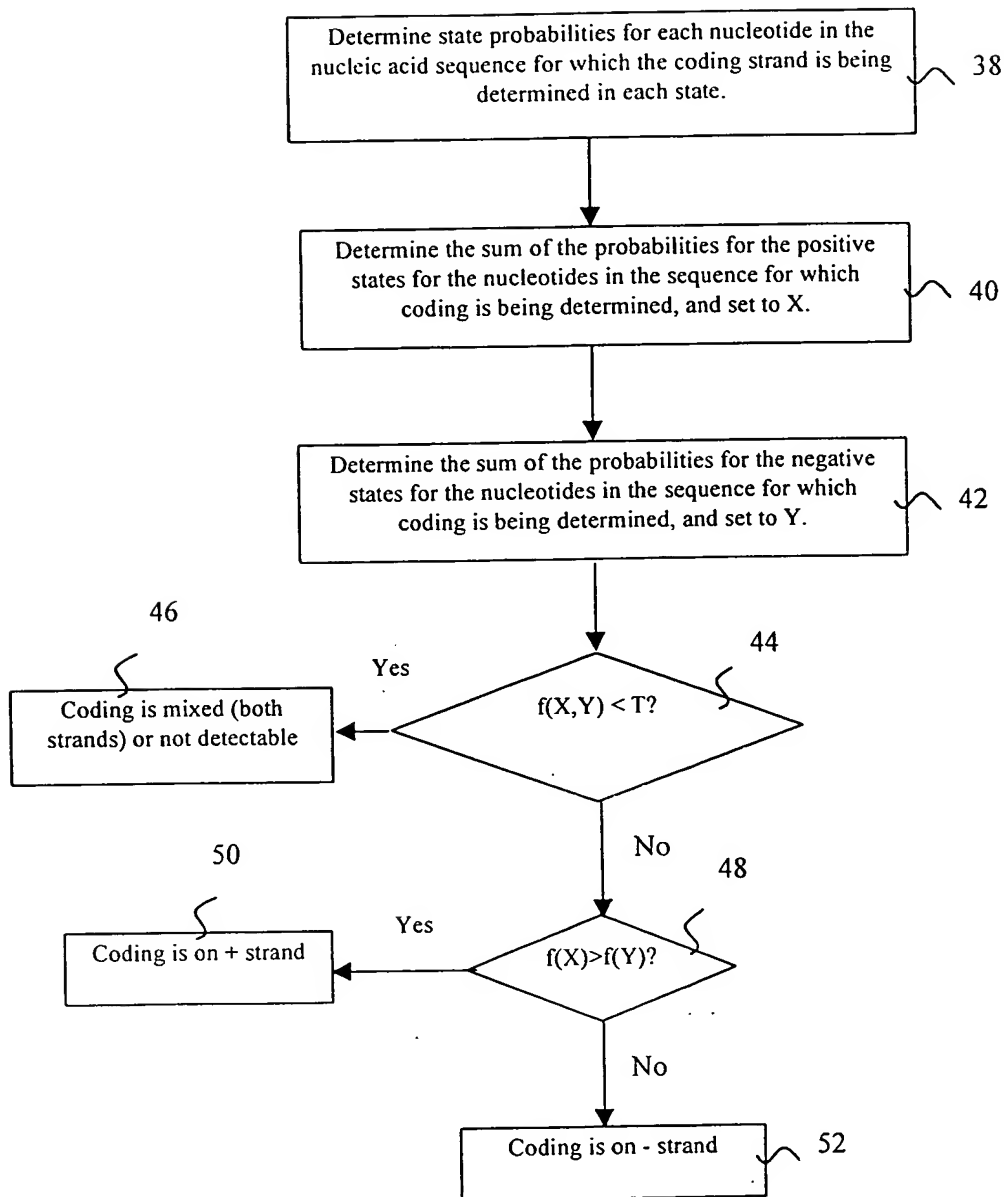 Determine state probabilities for each nucleotide in the
nucleic acid sequence for which the coding strand is being
determined in each state.
38
Determine the sum of the probabilities for the positive
states for the nucleotides in the sequence for which
coding is being determined, and set to X.
40
Determine the sum of the probabilities for the negative
states for the nucleotides in the sequence for which
coding is being determined, and set to Y.
42
46
44
Yes
f(X,Y) < T?
Coding is mixed (both
strands) or not detectable
No
50
48
Yes
Coding is on + strand
f(X)>f(Y)?
No
Coding is on - strand
52